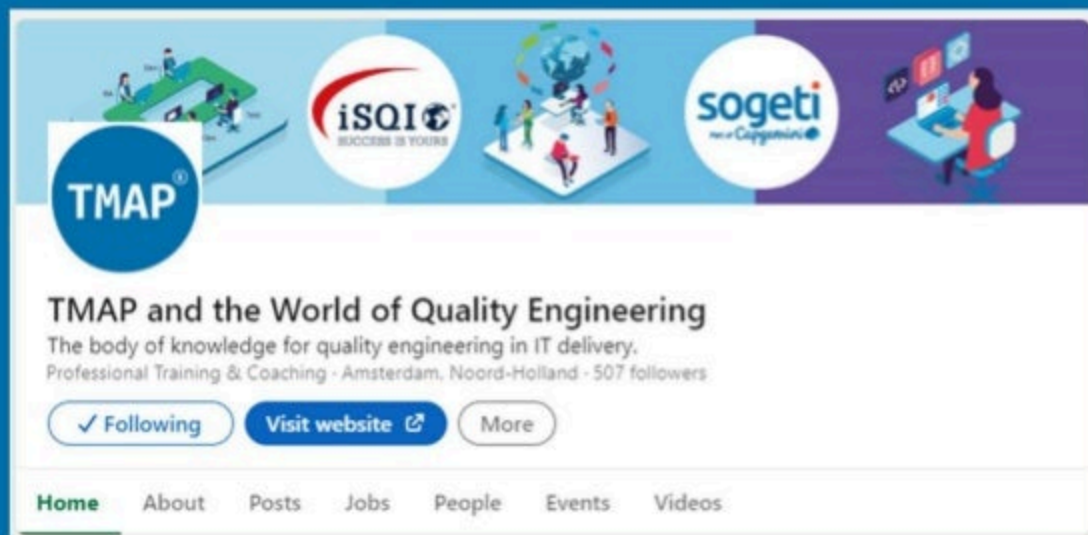 iSQI
SUCCESS IS YOURS
sogeti
Part of Capgemini
TMAP®
TMAP and the World of Quality Engineering
The body of knowledge for quality engineering in IT delivery.
Professional Training & Coaching · Amsterdam, Noord-Holland · 507 followers
✓ Following
Visit website
More
Home About Posts Jobs People Events Videos